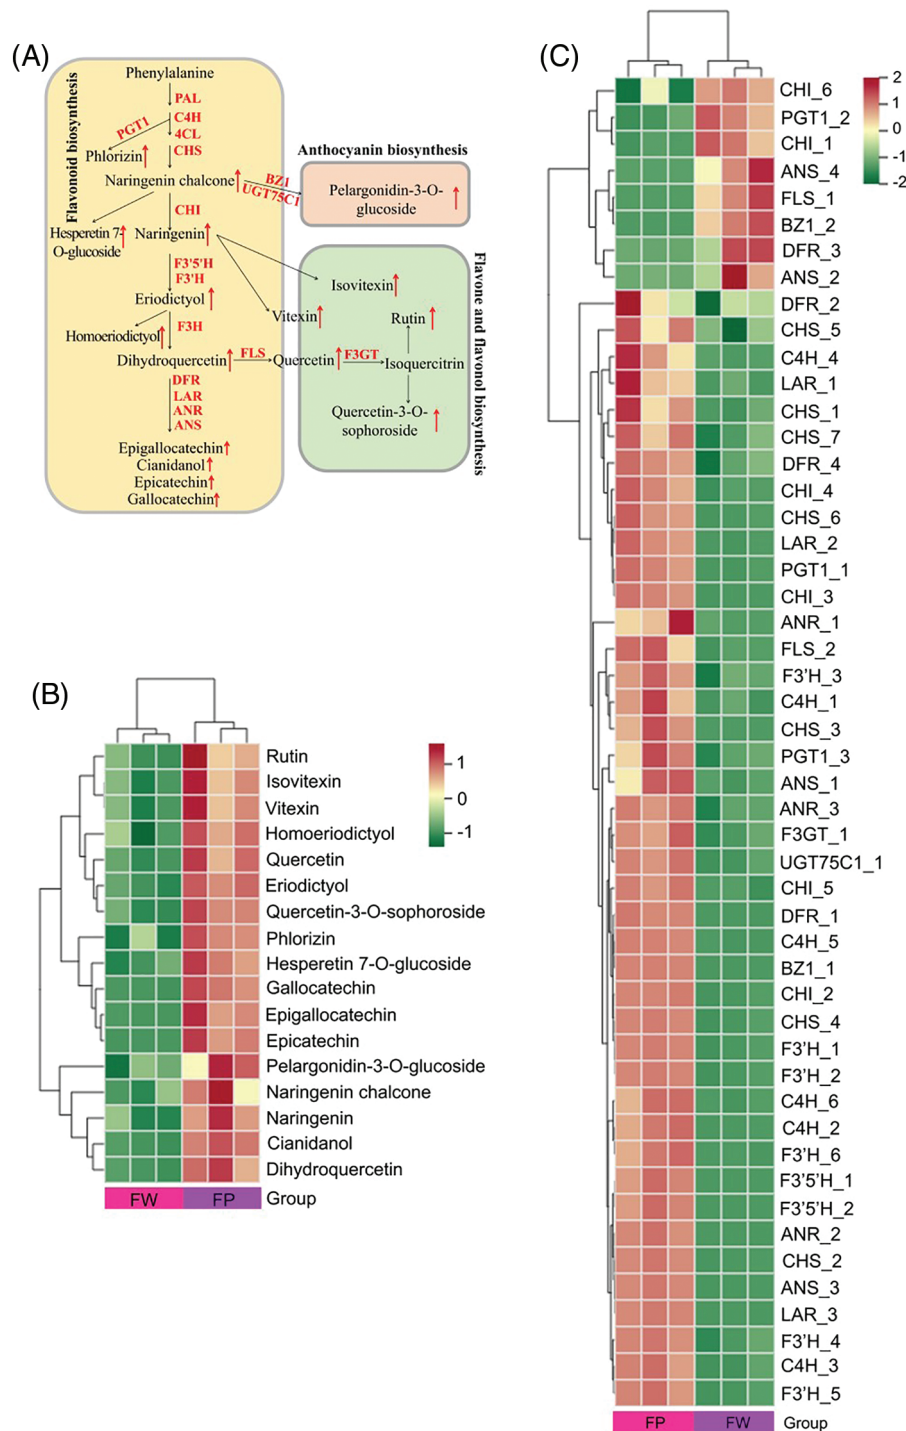 (A)
Flavonoid biosynthesis
Phenylalanine
PAL
C4H
4CL
CHS
PGT1
Phlorizin
Naringenin chalcone
BZ1
UGT75C1
Anthocyanin biosynthesis
Pelargonidin-3-O-
glucoside
CHI
Hesperetin 7-
O-glucoside
Naringenin
F3'5'H
F3'H
Eriodictyol
Homoeriodictyol
F3H
Dihydroquercetin
FLS
Quercetin
F3GT
Isoquercitrin
Isovitexin
Vitexin
Rutin
Quercetin-3-O-
sophoroside
Flavone and flavonol biosynthesis
DFR
LAR
ANR
ANS
Epigallocatechin
Cianidanol
Epicatechin
Gallocatechin
(B)
1
0
-1
Rutin
Isovitexin
Vitexin
Homoeriodictyol
Quercetin
Eriodictyol
Quercetin-3-O-sophoroside
Phlorizin
Hesperetin 7-O-glucoside
Gallocatechin
Epigallocatechin
Epicatechin
Pelargonidin-3-O-glucoside
Naringenin chalcone
Naringenin
Cianidanol
Dihydroquercetin
FW FP Group
(C)
2
1
0
-1
-2
CHI_6
PGT1_2
CHI_1
ANS_4
FLS_1
BZ1_2
DFR_3
ANS_2
DFR_2
CHS_5
C4H_4
LAR_1
CHS_1
CHS_7
DFR_4
CHI_4
CHS_6
LAR_2
PGT1_1
CHI_3
ANR_1
FLS_2
F3'H_3
C4H_1
CHS_3
PGT1_3
ANS_1
ANR_3
F3GT_1
UGT75C1_1
CHI_5
DFR_1
C4H_5
BZ1_1
CHI_2
CHS_4
F3'H_1
F3'H_2
C4H_6
C4H_2
F3'H_6
F3'5'H_1
F3'5'H_2
ANR_2
CHS_2
ANS_3
LAR_3
F3'H_4
C4H_3
F3'H_5
FP FW Group